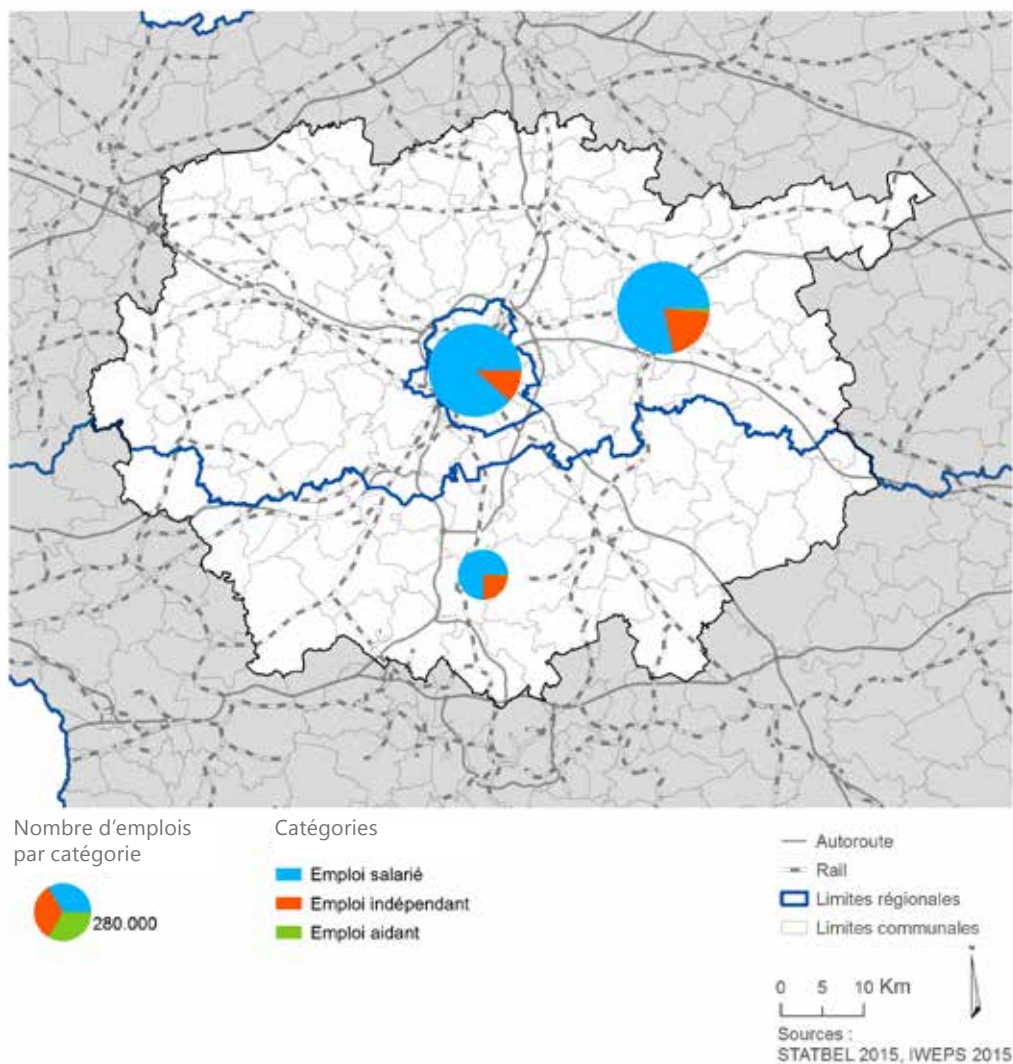 Nombre d'emplois
par catégorie
280.000
Catégories
Emploi salarié
Emploi indépendant
Emploi aidant
Autoroute
Rail
Limites régionales
Limites communales
0 5 10 Km
Sources :
STATBEL 2015, IWEPS 2015